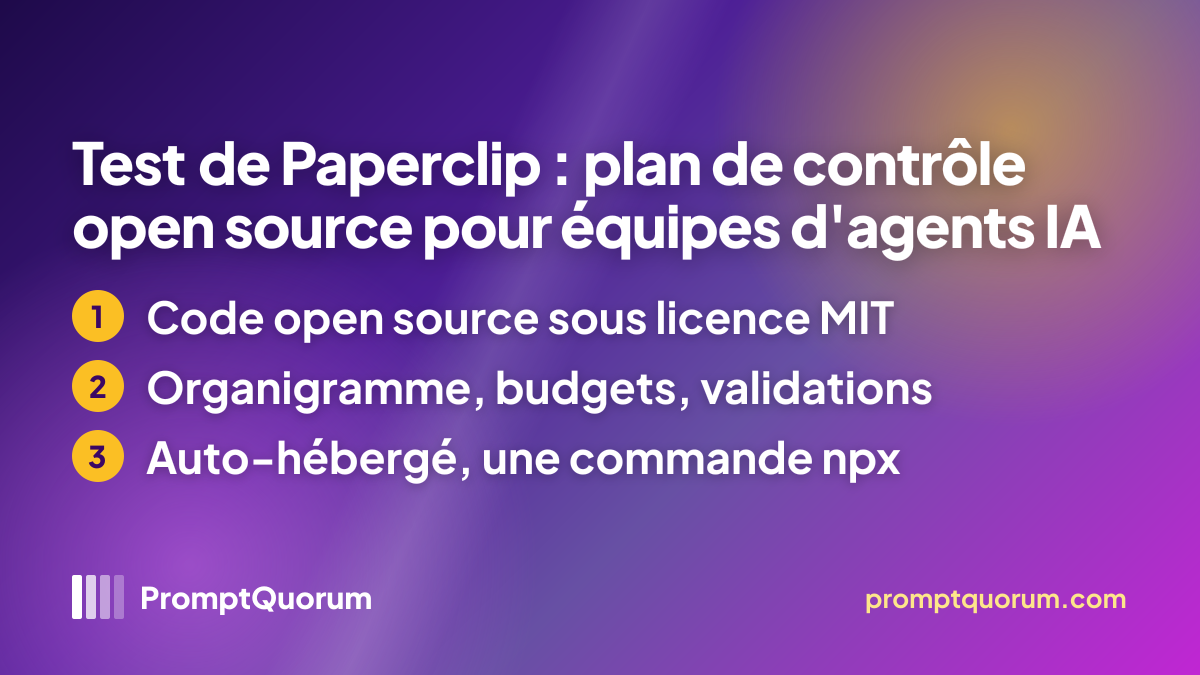 Test de Paperclip : plan de contrôle
open source pour équipes d'agents IA
1 Code open source sous licence MIT
2 Organigramme, budgets, validations
3 Auto-hébergé, une commande npx
PromptQuorum
promptquorum.com